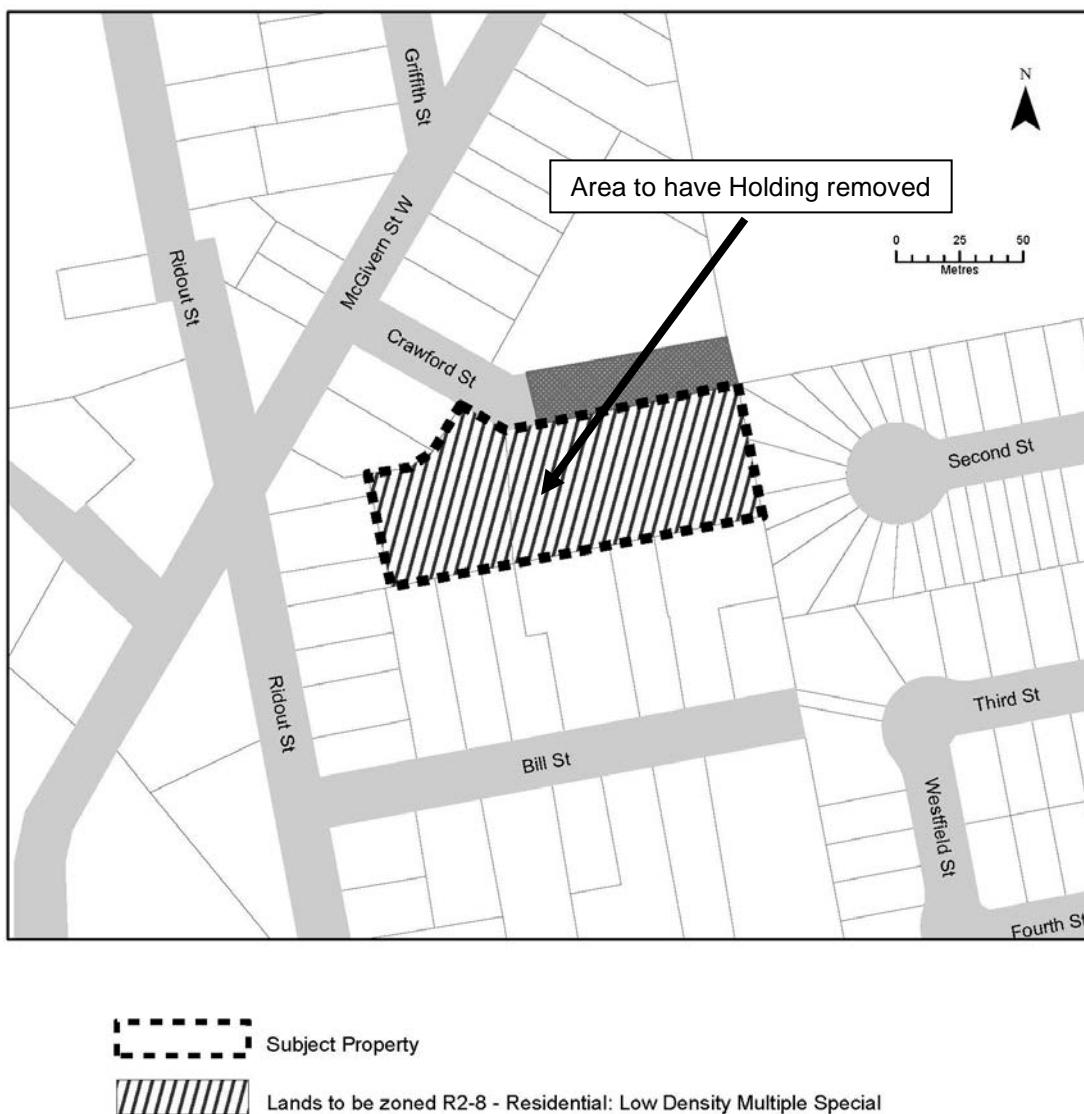 Griffith St
N
Area to have Holding removed
McGivern St W
Ridout St
0 25 50
Metres
Crawford St
Second St
Ridout St
Third St
Bill St
Westfield St
Fourth St
Subject Property
Lands to be zoned R2-8 - Residential: Low Density Multiple Special